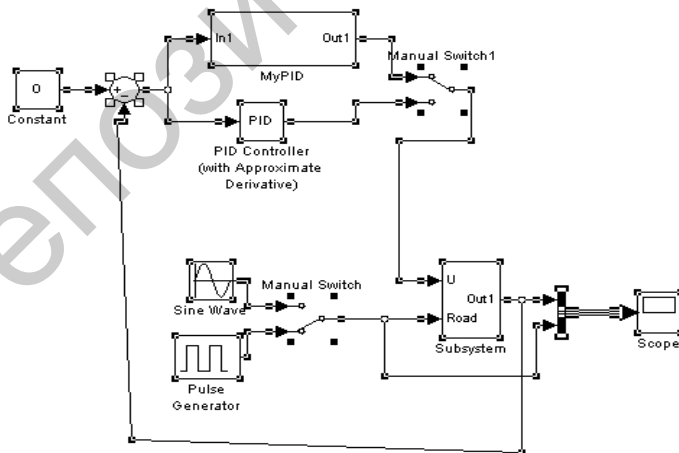 In1
Out1
Manual Switch1
MyPID
0
Constant
PID
PID Controller
(with Approximate
Derivative)
Manual Switch
Sine Wave
U
Out1
Road
Subsystem
Scope
Pulse
Generator
епози